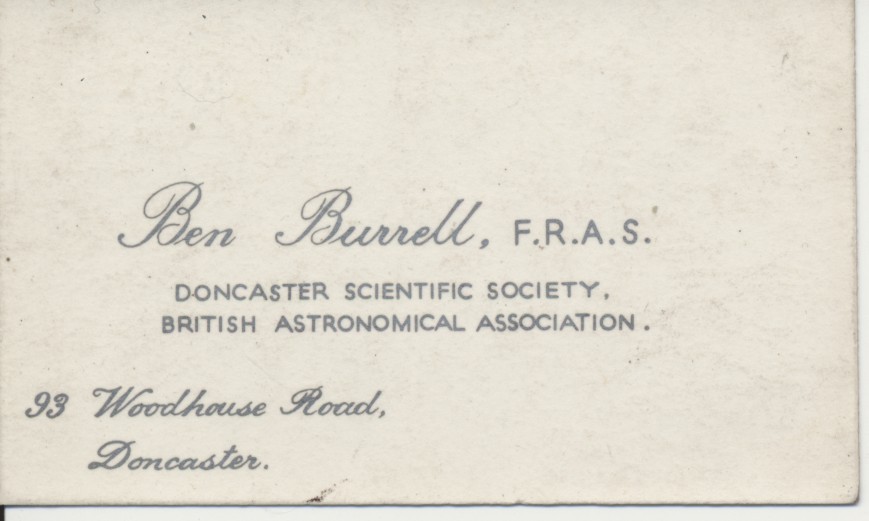 Ben Burrell, F.R.A.S.
DONCASTER SCIENTIFIC SOCIETY,
BRITISH ASTRONOMICAL ASSOCIATION.
93 Woodhouse Road,
Doncaster.